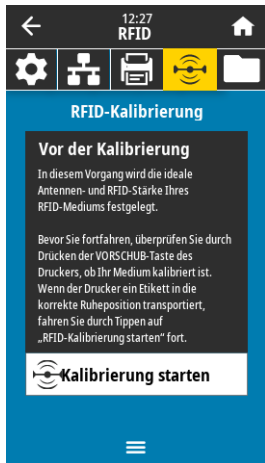 12:27
RFID
RFID-Kalibrierung
Vor der Kalibrierung
In diesem Vorgang wird die ideale
Antennen- und RFID-Stärke Ihres
RFID-Mediums festgelegt.
Bevor Sie fortfahren, überprüfen Sie durch
Drücken der VORSCHUB-Taste des
Druckers, ob Ihr Medium kalibriert ist.
Wenn der Drucker ein Etikett in die
korrekte Ruheposition transportiert,
fahren Sie durch Tippen auf
„RFID-Kalibrierung starten“ fort.
Kalibrierung starten